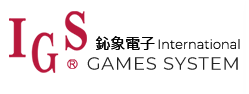 IGS®
鈊象電子 International
GAMES SYSTEM